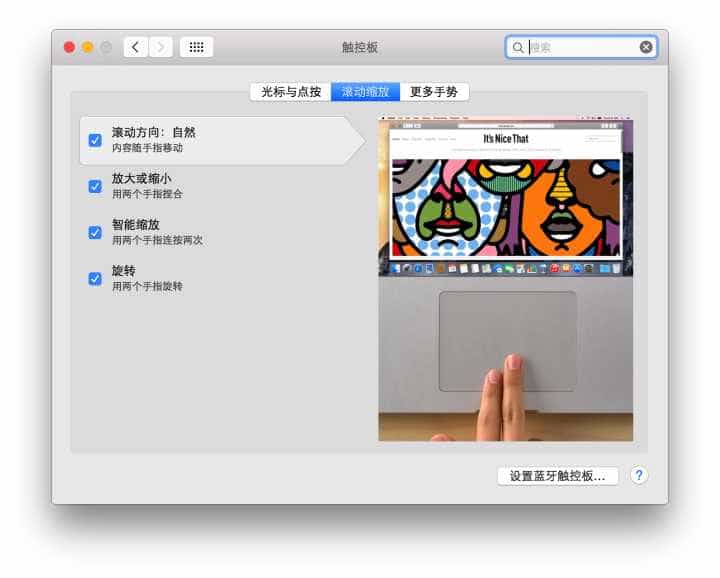 触控板
搜索
光标与点按
滚动缩放
更多手势
滚动方向：自然
内容随手指移动
放大或缩小
用两个手指捏合
智能缩放
用两个手指连按两次
旋转
用两个手指旋转
It's Nice That
设置蓝牙触控板...
?